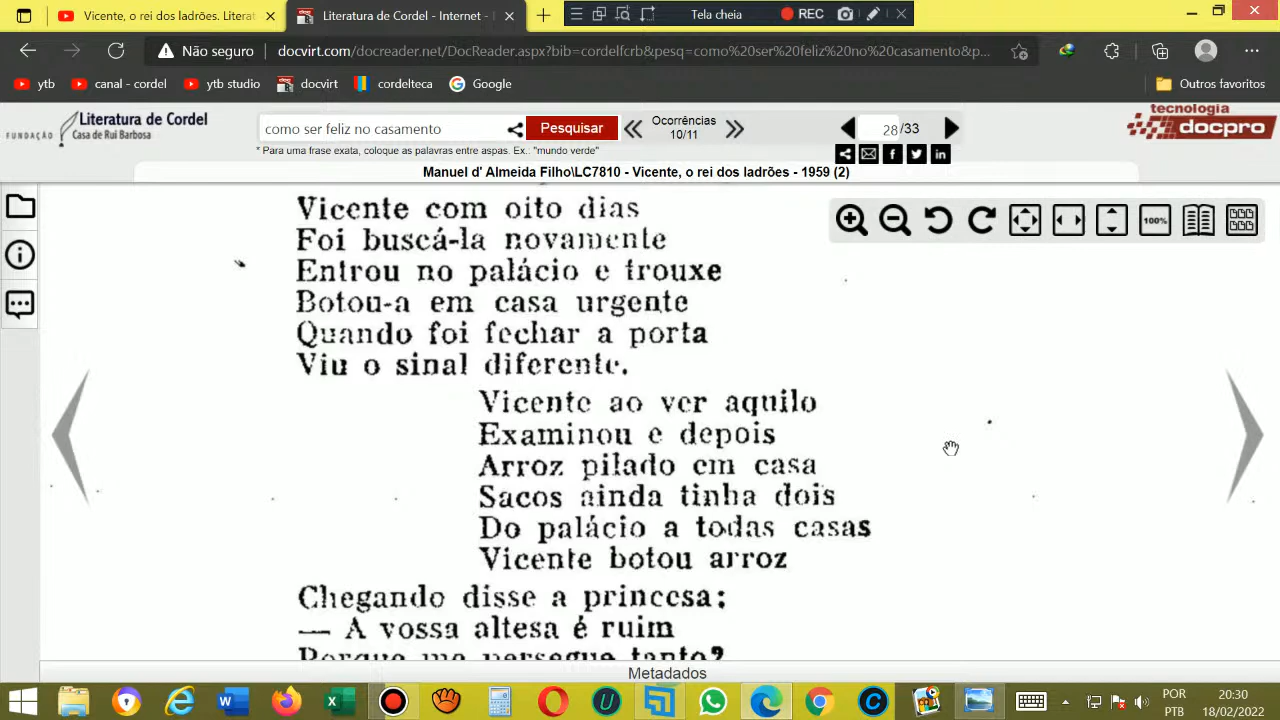 Vicente, o rei dos ladrões. Literat
Literatura de Cordel - Internet - I
Tela cheia
REC
Não seguro
docvirt.com/docreader.net/DocReader.aspx?bib=cordelfcrb&pesq=como%20ser%20feliz%20no%20casamento&p...
ytb
canal - cordel
ytb studio
docvirt
cordelteca
Google
Outros favoritos
FUNDAÇÃO
Literatura de Cordel
Casa de Rui Barbosa
como ser feliz no casamento
Pesquisar
Ocorrências
10/11
28/33
tecnologia
docpro
* Para uma frase exata, coloque as palavras entre aspas. Ex.: "mundo verde"
Manuel d' Almeida Filho\LC7810 - Vicente, o rei dos ladrões - 1959 (2)
100%
Vicente com oito dias
Foi buscá-la novamente
Entrou no palácio e trouxe
Botou-a em casa urgente
Quando foi fechar a porta
Viu o sinal diferente.
Vicente ao ver aquilo
Examinou e depois
Arroz pilado em casa
Sacos ainda tinha dois
Do palácio a todas casas
Vicente botou arroz
Chegando disse a princesa:
— A vossa altesa é ruim
Porque me persegue tanto?
Metadados
POR
PTB
20:30
18/02/2022